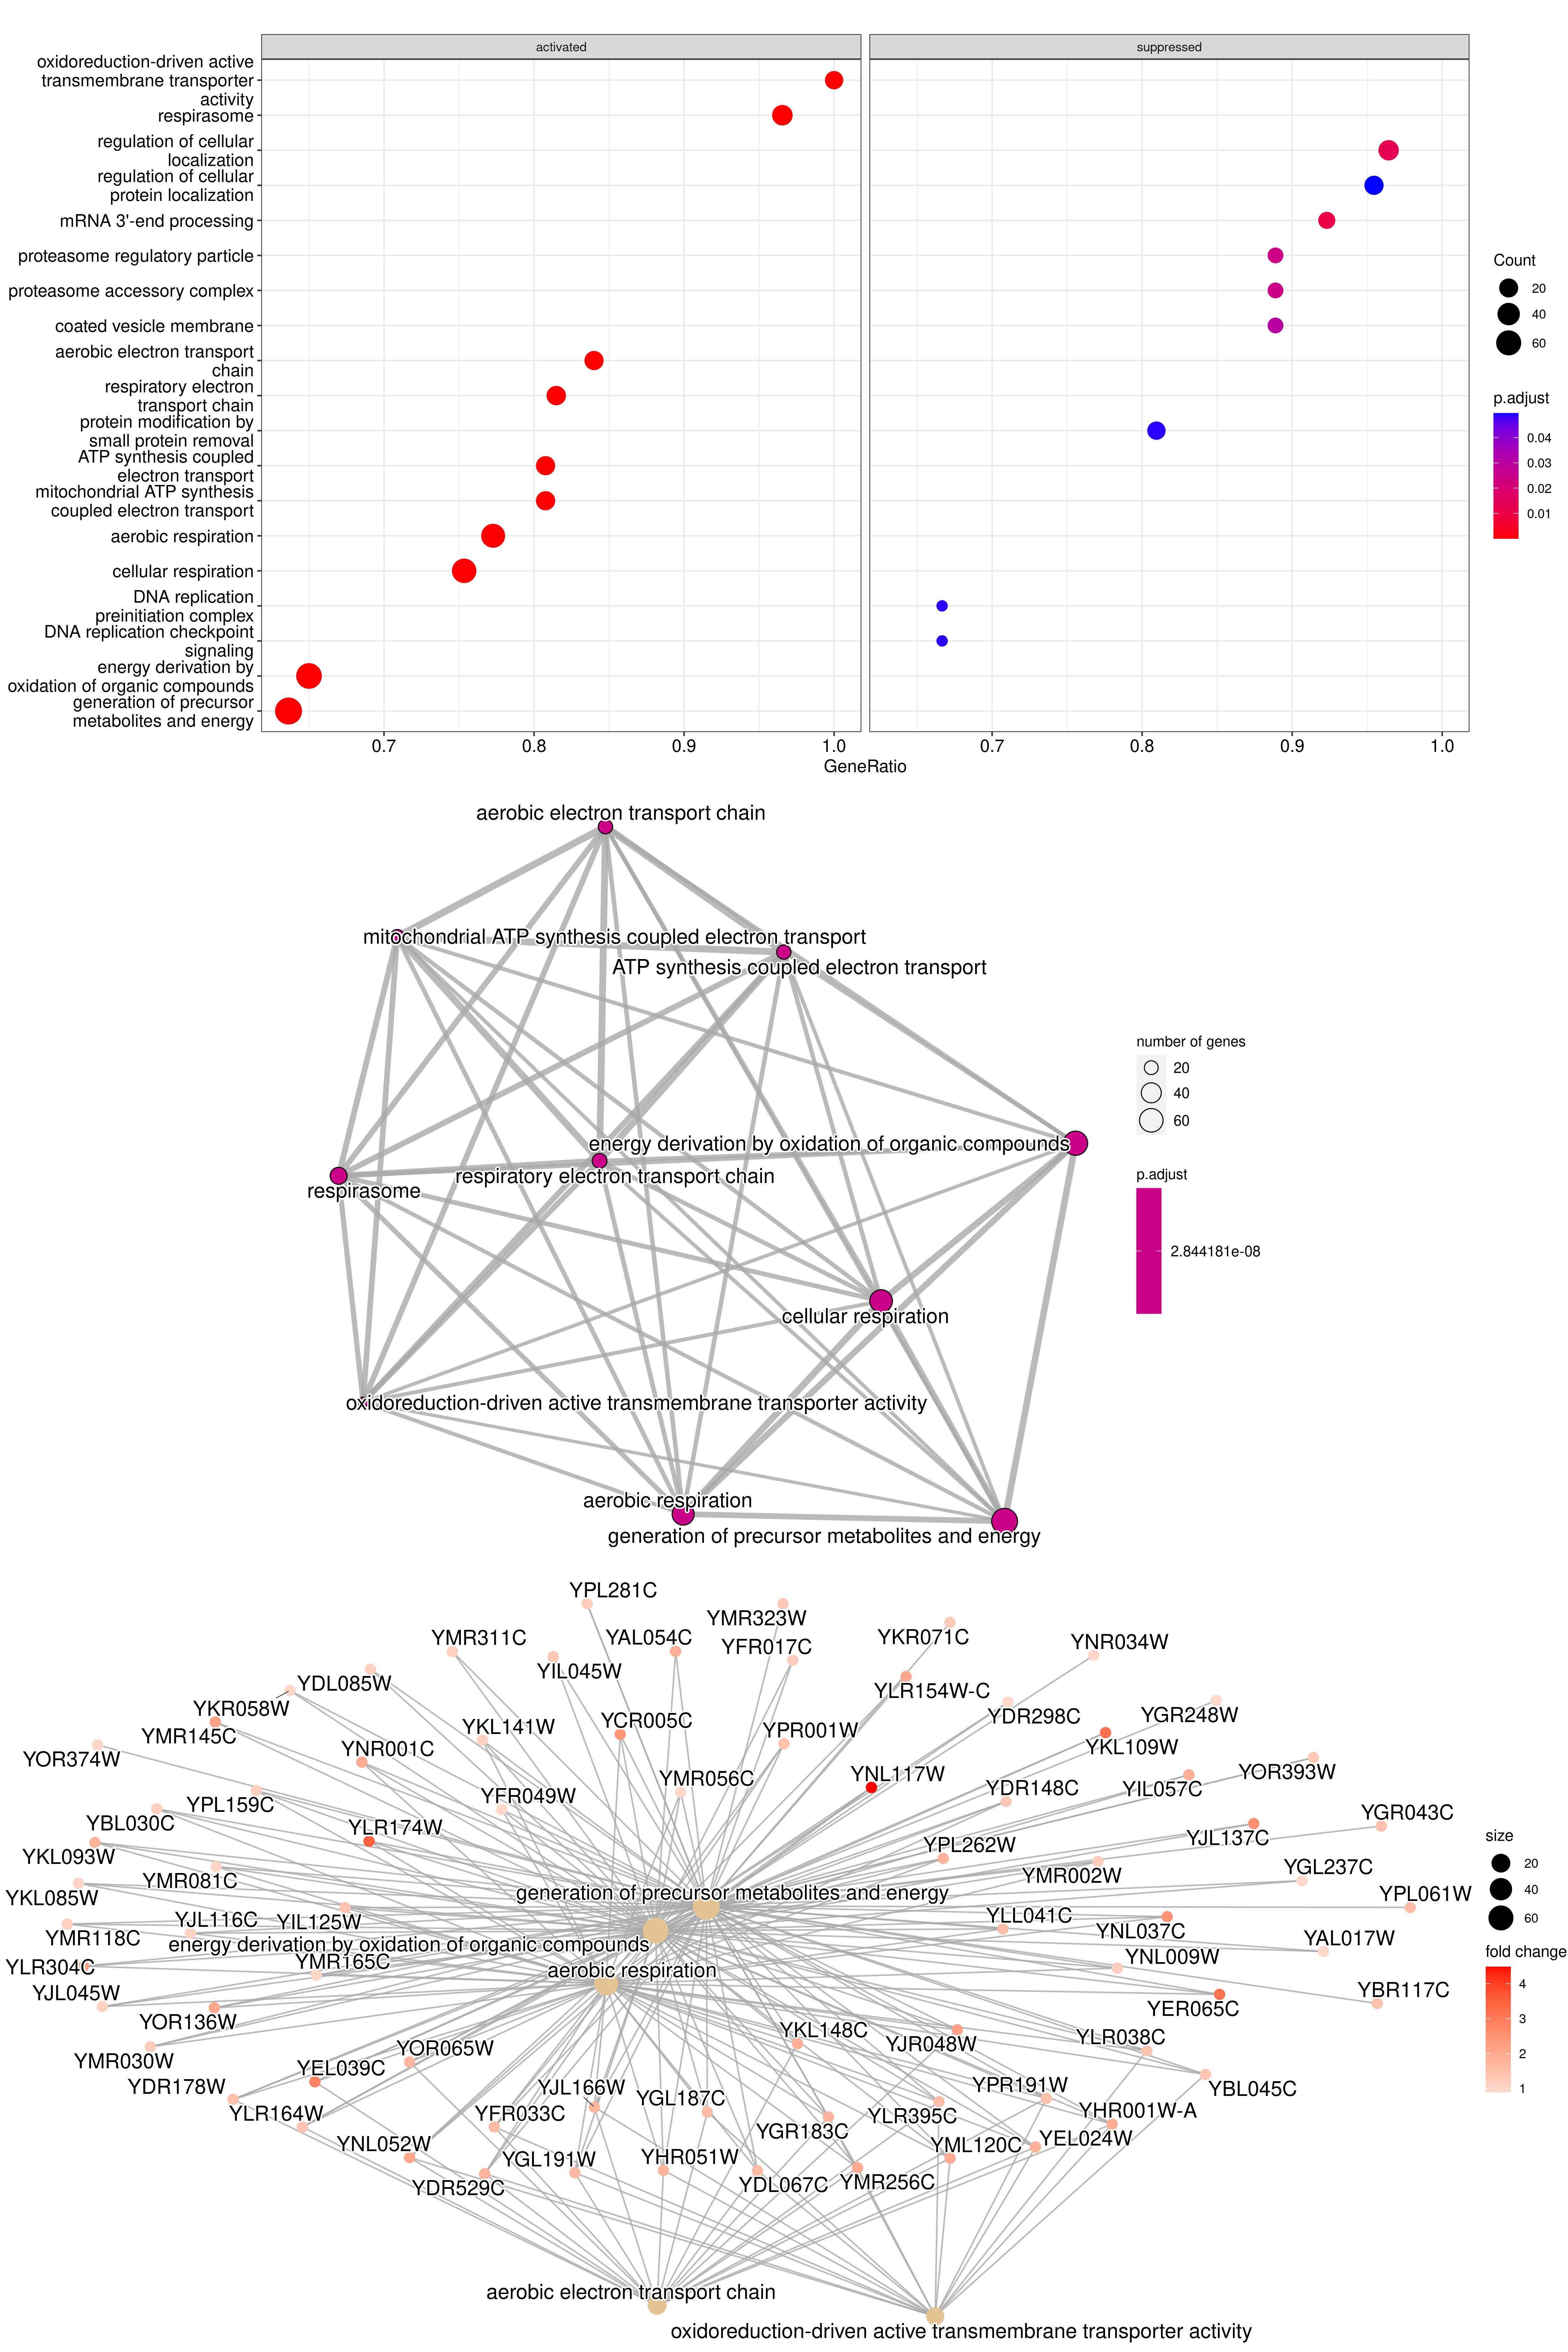 activated
suppressed
oxidoreduction-driven active
transmembrane transporter
activity
respirasome
regulation of cellular
localization
regulation of cellular
protein localization
mRNA 3'-end processing
proteasome regulatory particle
proteasome accessory complex
coated vesicle membrane
aerobic electron transport
chain
respiratory electron
transport chain
protein modification by
small protein removal
ATP synthesis coupled
electron transport
mitochondrial ATP synthesis
coupled electron transport
aerobic respiration
cellular respiration
DNA replication
preinitiation complex
DNA replication checkpoint
signaling
energy derivation by
oxidation of organic compounds
generation of precursor
metabolites and energy
0.7 0.8 0.9 1.0
0.7 0.8 0.9 1.0
GeneRatio
Count
20
40
60
p.adjust
0.04
0.03
0.02
0.01
aerobic electron transport chain
mitochondrial ATP synthesis coupled electron transport
ATP synthesis coupled electron transport
energy derivation by oxidation of organic compounds
respiratory electron transport chain
respirasome
cellular respiration
oxidoreduction-driven active transmembrane transporter activity
aerobic respiration
generation of precursor metabolites and energy
number of genes
20
40
60
p.adjust
2.844181e-08
YPL281C
YMR323W
YMR311C
YAL054C
YFR017C
YKR071C
YNR034W
YIL045W
YDL085W
YLR154W-C
YKR058W
YDR298C
YGR248W
YMR145C
YKL141W
YCR005C
YPR001W
YOR374W
YNR001C
YKL109W
YMR056C
YNL117W
YOR393W
YFR049W
YDR148C
YIL057C
YPL159C
YBL030C
YLR174W
YGR043C
YJL137C
YPL262W
YKL093W
YMR081C
YMR002W
YGL237C
YKL085W
generation of precursor metabolites and energy
YPL061W
YJL116C
YIL125W
YLL041C
YNL037C
YMR118C
energy derivation by oxidation of organic compounds
YAL017W
YLR304C
YMR165C
aerobic respiration
YNL009W
YJL045W
YBR117C
YOR136W
YER065C
YKL148C
YJR048W
YLR038C
YMR030W
YOR065W
YEL039C
YDR178W
YJL166W
YGL187C
YPR191W
YBL045C
YLR164W
YFR033C
YGR183C
YLR395C
YHR001W-A
YNL052W
YGL191W
YHR051W
YML120C
YEL024W
YDR529C
YDL067C
YMR256C
aerobic electron transport chain
oxidoreduction-driven active transmembrane transporter activity
size
20
40
60
fold change
4
3
2
1